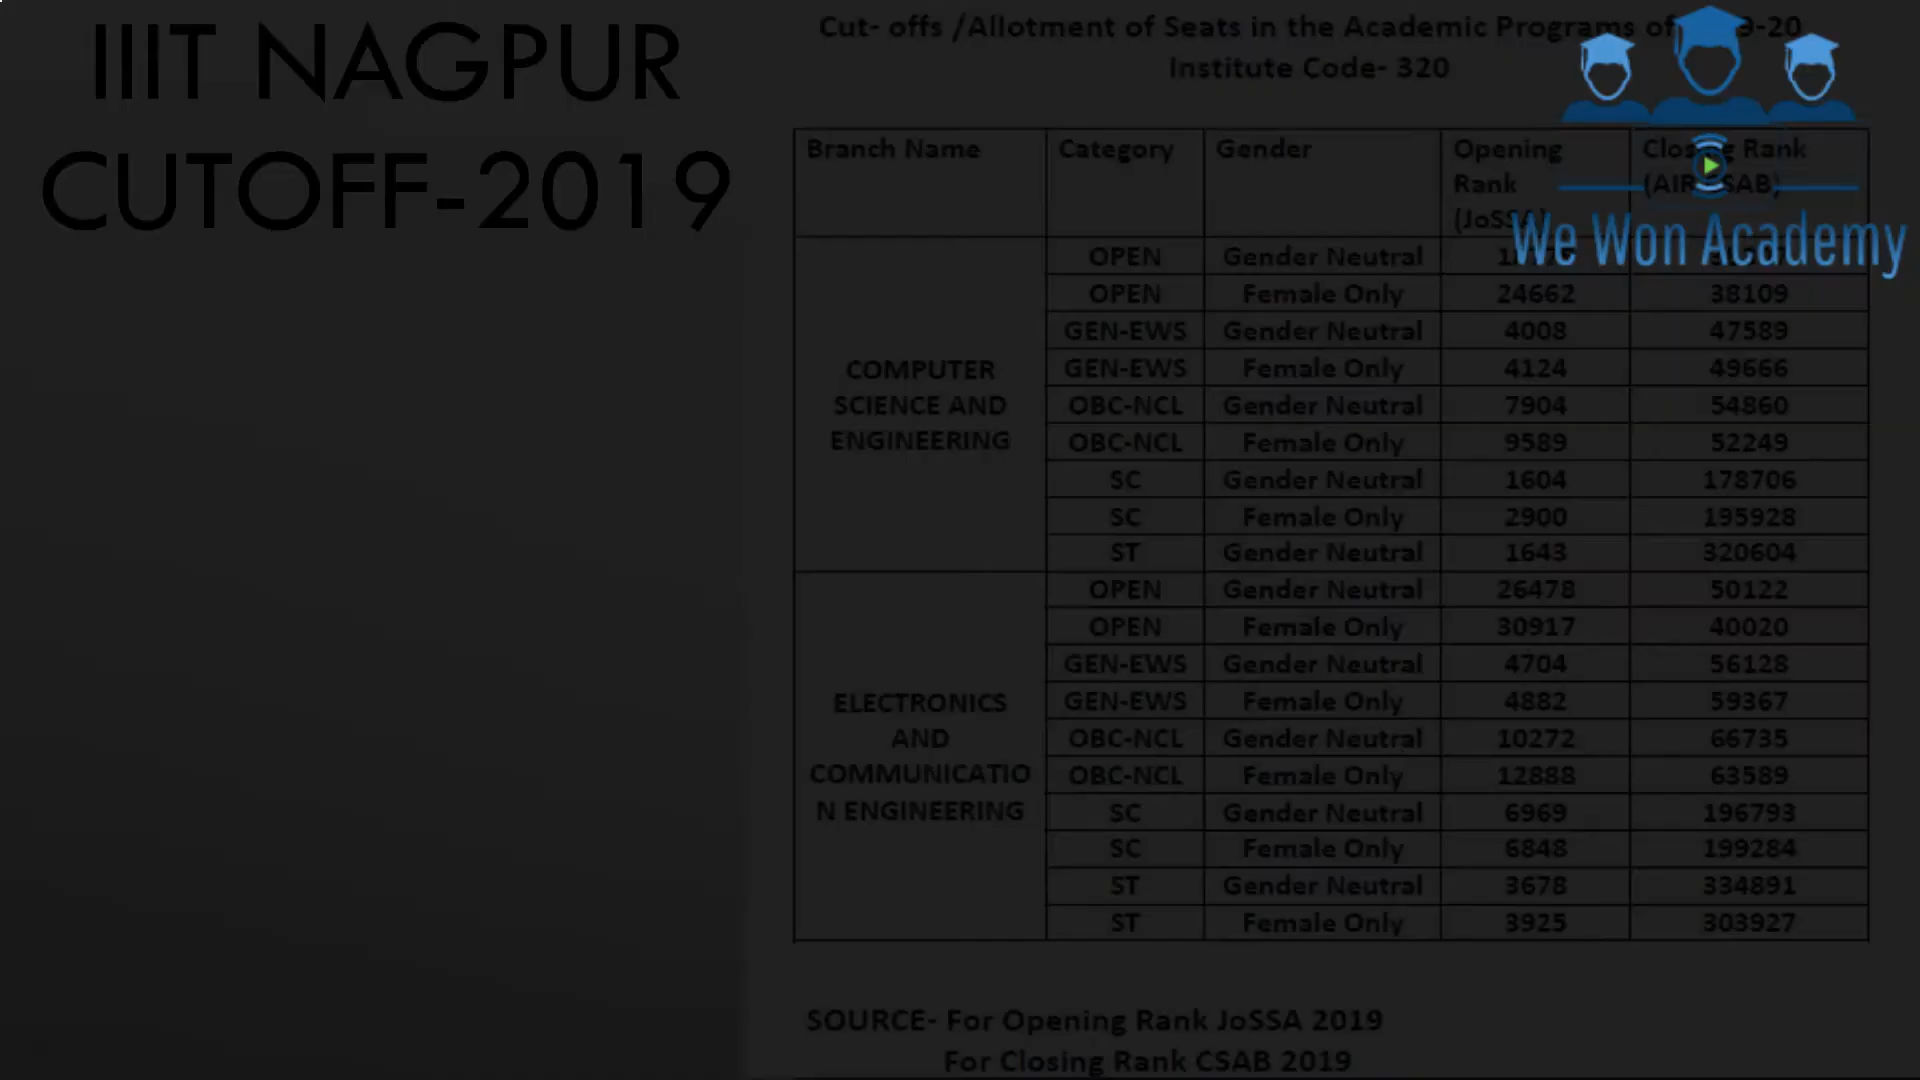 IIIT NAGPUR
CUTOFF-2019
Cut- offs /Allotment of Seats in the Academic Programs of 9-20
Institute Code- 320
Branch Name Category Gender Opening Rank (JoSSA) Closing Rank (AIR CSAB)
COMPUTER SCIENCE AND ENGINEERING
OPEN Gender Neutral
OPEN Female Only 24662 38109
GEN-EWS Gender Neutral 4008 47589
GEN-EWS Female Only 4124 49666
OBC-NCL Gender Neutral 7904 54860
OBC-NCL Female Only 9589 52249
SC Gender Neutral 1604 178706
SC Female Only 2900 195928
ST Gender Neutral 1643 320604
ELECTRONICS AND COMMUNICATIO N ENGINEERING
OPEN Gender Neutral 26478 50122
OPEN Female Only 30917 40020
GEN-EWS Gender Neutral 4704 56128
GEN-EWS Female Only 4882 59367
OBC-NCL Gender Neutral 10272 66735
OBC-NCL Female Only 12888 63589
SC Gender Neutral 6969 196793
SC Female Only 6848 199284
ST Gender Neutral 3678 334891
ST Female Only 3925 303927
SOURCE- For Opening Rank JoSSA 2019
For Closing Rank CSAB 2019
We Won Academy